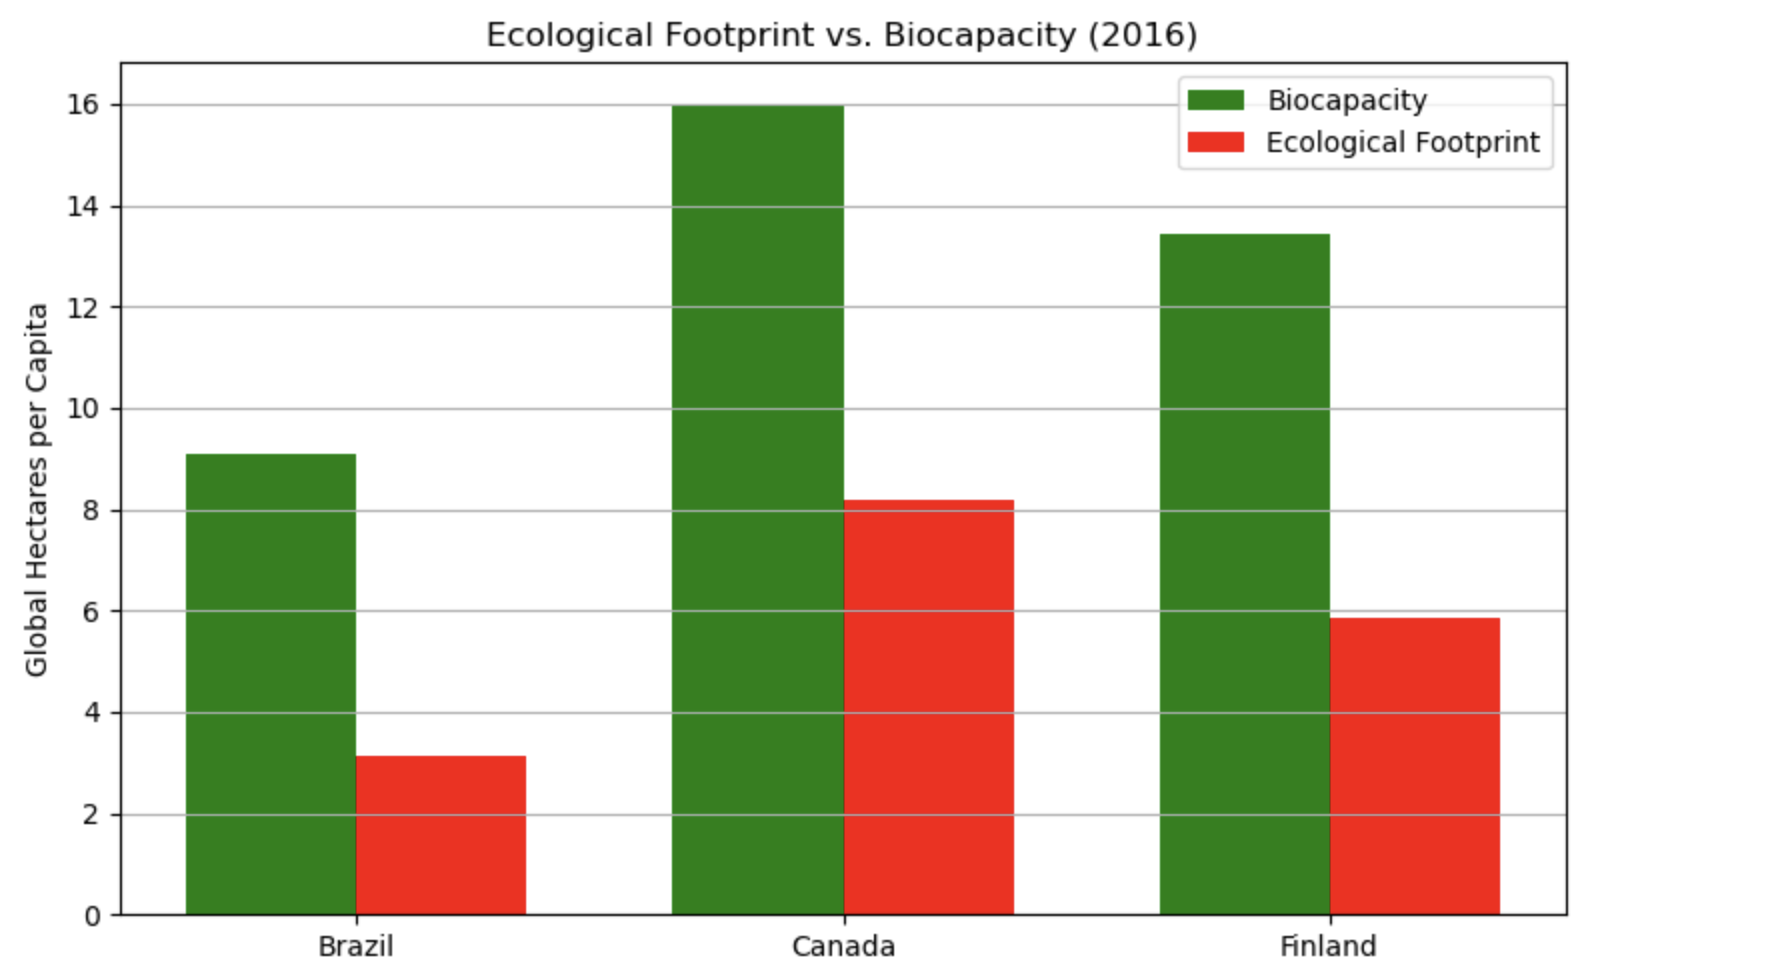 Ecological Footprint vs. Biocapacity (2016)
Biocapacity
Ecological Footprint
Global Hectares per Capita
16
14
12
10
8
6
4
2
0
Brazil Canada Finland